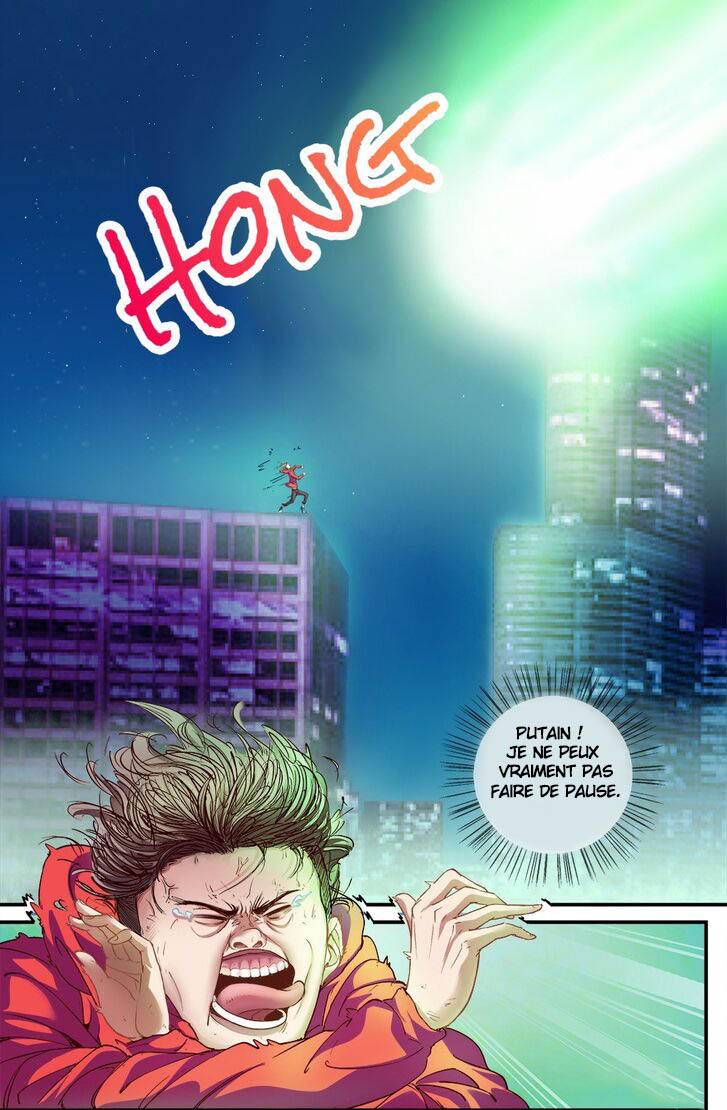 HONG
PUTAIN !
JE NE PEUX
VRAIMENT PAS
FAIRE DE PAUSE.